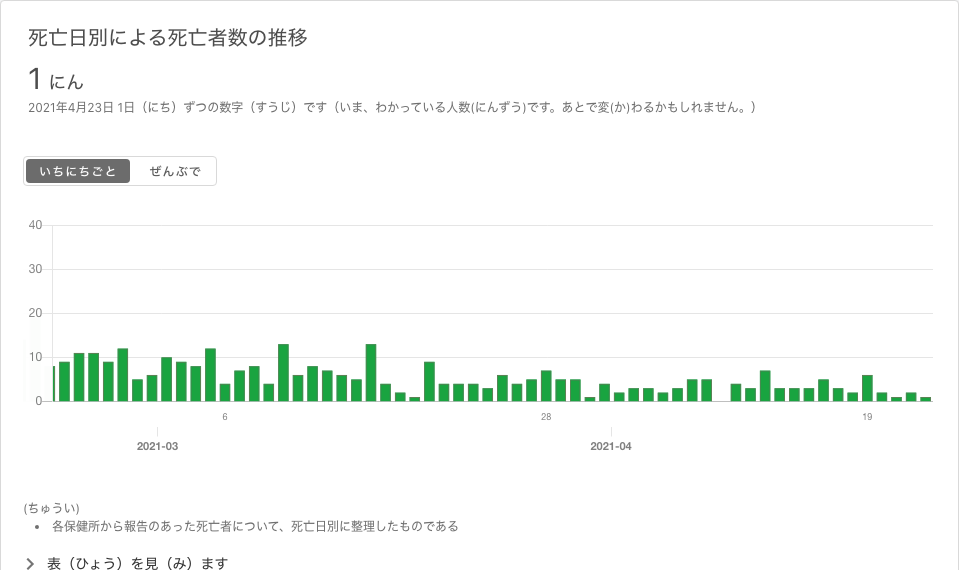 死亡日別による死亡者数の推移
1 にん
2021年4月23日 1日（にち）ずつの数字（すうじ）です（いま、わかっている人数(にんずう)です。あとで変(か)わるかもしれません。）
いちにちごと ぜんぶで
40
30
20
10
0
6 28 19
2021-03 2021-04
(ちゅうい)
• 各保健所から報告のあった死亡者について、死亡日別に整理したものである
表（ひょう）を見（み）ます